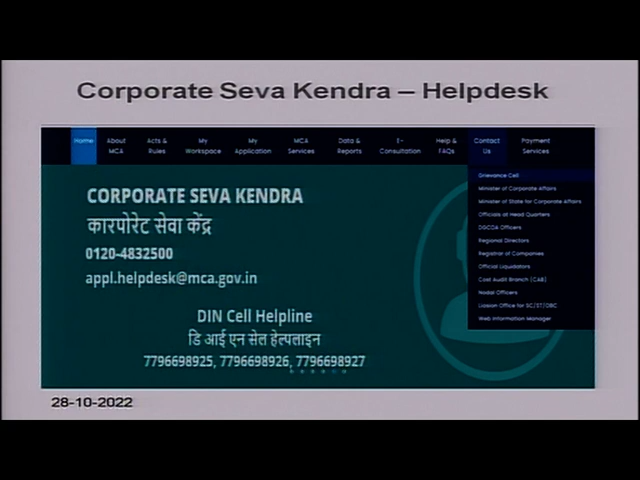 Corporate Seva Kendra – Helpdesk
Home
About MCA
Acts & Rules
My Workspace
My Application
MCA Services
Data & Reports
E-Consultation
Help & FAQs
Contact Us
Payment Services
Grievance Cell
Minister of Corporate Affairs
Minister of State for Corporate Affairs
Officials at Head Quarters
DGCOA Officers
Regional Directors
Registrar of Companies
Official Liquidators
Cost Audit Branch (CAB)
Nodal Officers
Liasion Office for SC/ST/OBC
Web Information Manager
CORPORATE SEVA KENDRA
कारपोरेट सेवा केंद्र
0120-4832500
appl.helpdesk@mca.gov.in
DIN Cell Helpline
डि आई एन सेल हेल्पलाइन
7796698925, 7796698926, 7796698927
28-10-2022